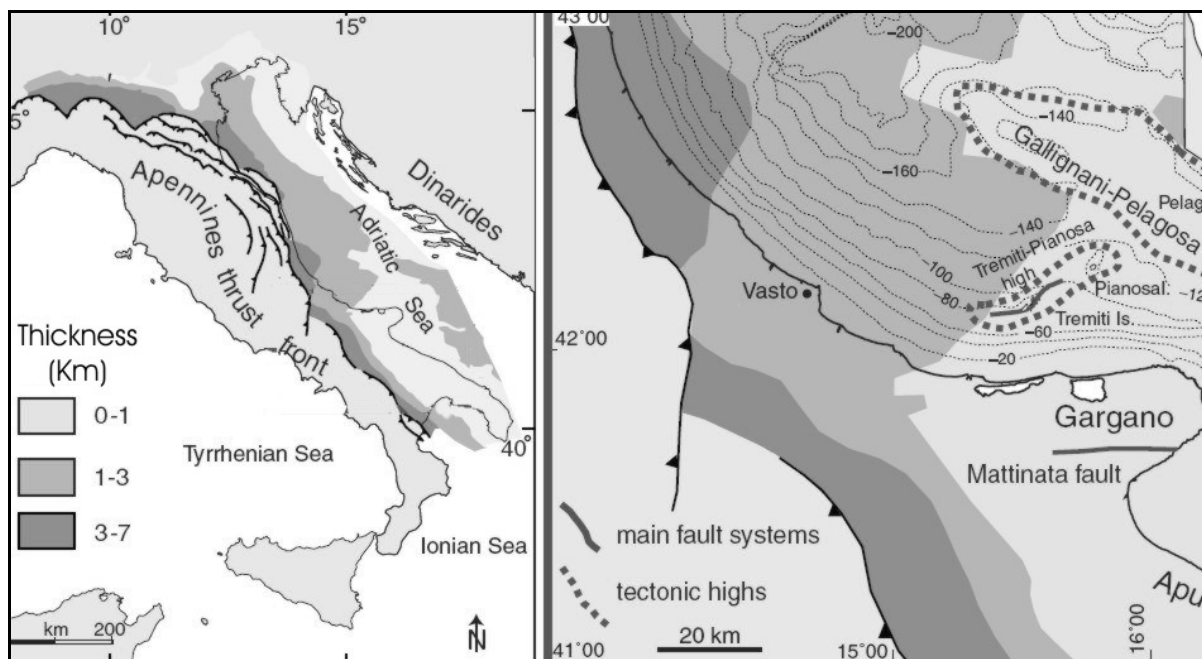 10°
15°
5°
Dinarides
Apennines thrust front
Adriatic Sea
Thickness
(Km)
0-1
1-3
3-7
Tyrrhenian Sea
40°
Ionian Sea
km 200
N
43°00
-200
-140
Gallignani-Pelagosa
Pelag
-160
-140
Tremiti-Pianosa
high
-100
-80
PianosaI.
-12
Vasto
Tremiti Is.
-60
42°00
-20
Gargano
Mattinata fault
main fault systems
tectonic highs
Apu
20 km
41°00
15°00
16°00